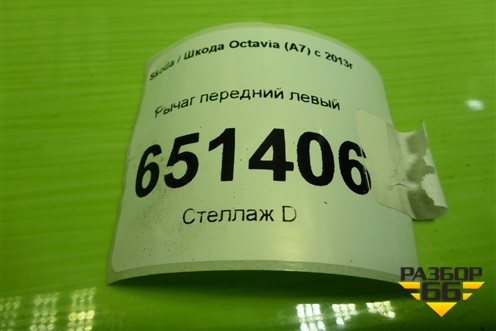 Skoda / Шкода Octavia (A7) с 2013г
Рычаг передний левый
651406
Стеллаж D
РАЗБОР
66